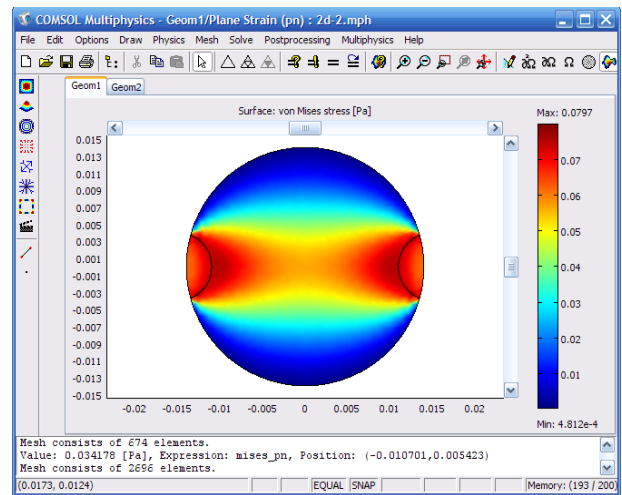 COMSOL Multiphysics - Geom1/Plane Strain (pn) : 2d-2.mph
File Edit Options Draw Physics Mesh Solve Postprocessing Multiphysics Help
Geom1 Geom2
Surface: von Mises stress [Pa]
Max: 0.0797
0.015
0.013
0.011
0.009
0.007
0.005
0.003
0.001
-0.001
-0.003
-0.005
-0.007
-0.009
-0.011
-0.013
-0.015
-0.02 -0.015 -0.01 -0.005 0 0.005 0.01 0.015 0.02
0.07
0.06
0.05
0.04
0.03
0.02
0.01
Min: 4.812e-4
Mesh consists of 674 elements.
Value: 0.034178 [Pa], Expression: mises_pn, Position: (-0.010701,0.005423)
Mesh consists of 2696 elements.
(0.0173, 0.0124) EQUAL SNAP Memory: (193 / 200)